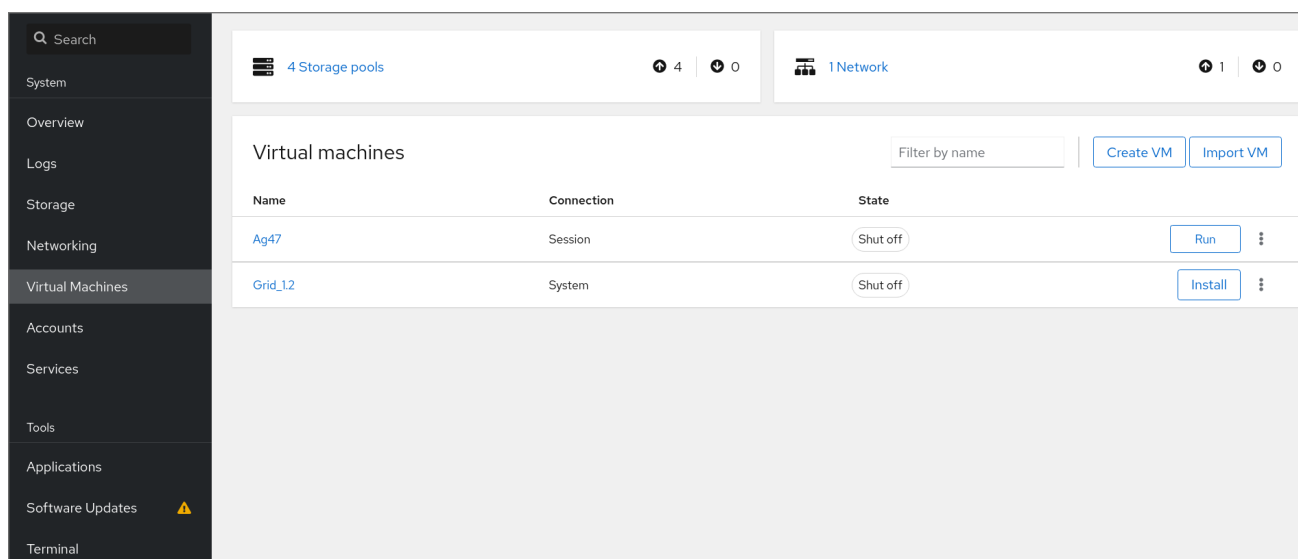 Search
System
Overview
Logs
Storage
Networking
Virtual Machines
Accounts
Services
Tools
Applications
Software Updates
Terminal
4 Storage pools 4 0
1 Network 1 0
Virtual machines Filter by name Create VM Import VM
Name Connection State
Ag47 Session Shut off Run
Grid_1.2 System Shut off Install